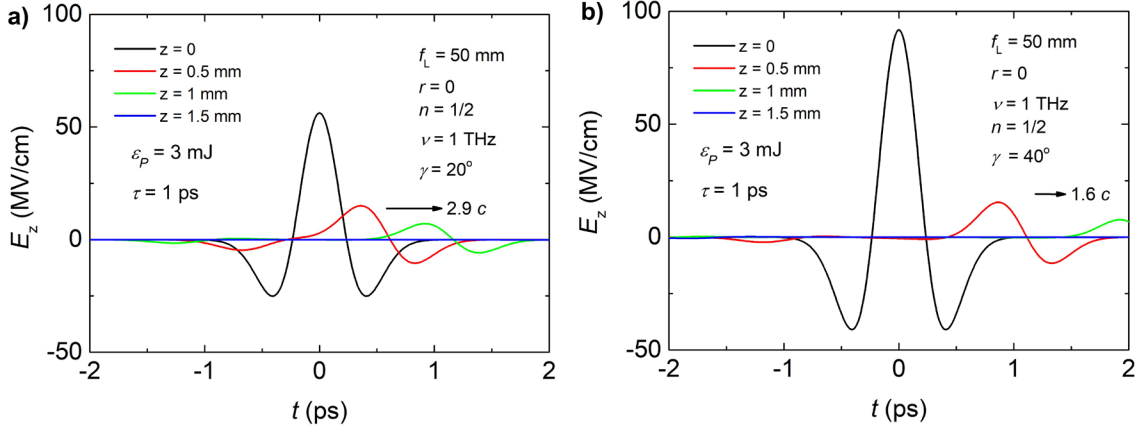 a)
100
50
0
-50
-2
-1
0
1
2
E_z (MV/cm)
t (ps)
z = 0
z = 0.5 mm
z = 1 mm
z = 1.5 mm
ε_P = 3 mJ
τ = 1 ps
f_L = 50 mm
r = 0
n = 1/2
ν = 1 THz
γ = 20°
2.9 c
b)
100
50
0
-50
-2
-1
0
1
2
E_z (MV/cm)
t (ps)
z = 0
z = 0.5 mm
z = 1 mm
z = 1.5 mm
ε_P = 3 mJ
τ = 1 ps
f_L = 50 mm
r = 0
ν = 1 THz
n = 1/2
γ = 40°
1.6 c